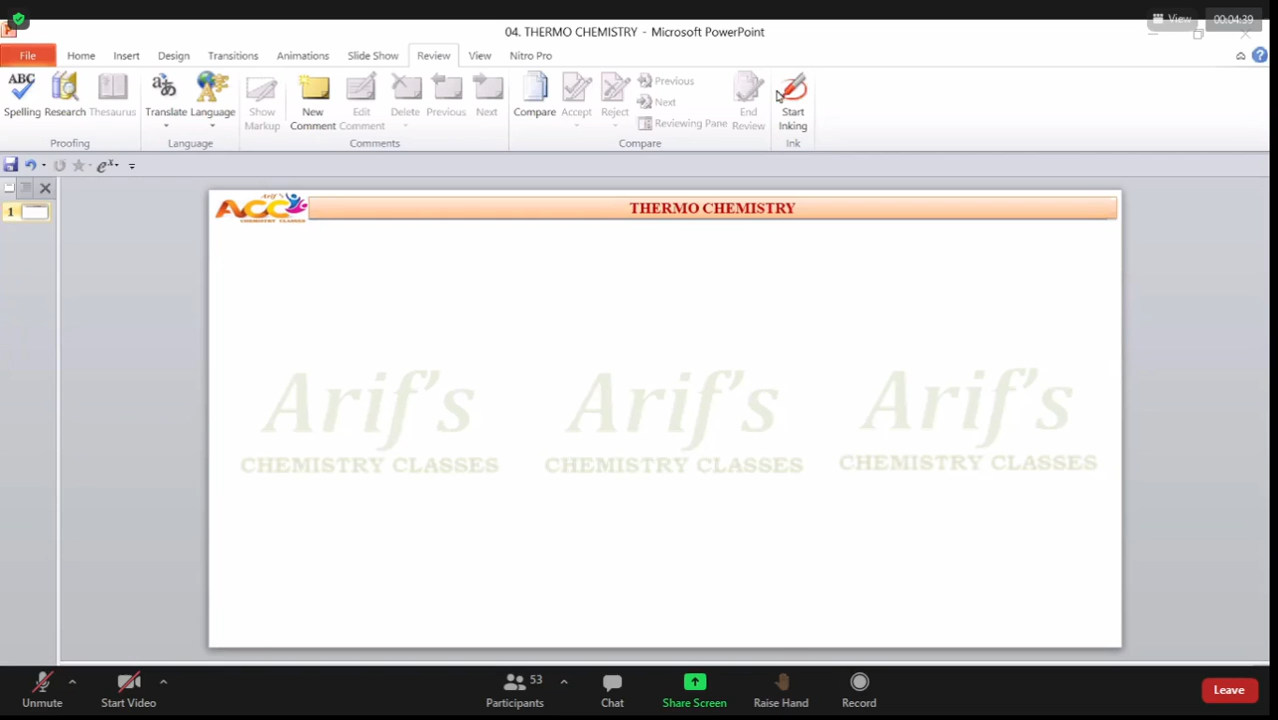 View
00:04:39
04. THERMO CHEMISTRY - Microsoft PowerPoint
File Home Insert Design Transitions Animations Slide Show Review View Nitro Pro
ABC
Spelling Research Thesaurus
Proofing
Translate Language
Language
Show Markup
New Comment
Edit Comment
Delete Previous Next
Comments
Compare Accept Reject
Previous
Next
Reviewing Pane
End Review
Compare
Start Inking
Ink
1
Arif's
ACC
CHEMISTRY CLASSES
THERMO CHEMISTRY
Arif's Arif's Arif's
CHEMISTRY CLASSES CHEMISTRY CLASSES CHEMISTRY CLASSES
Unmute
Start Video
53
Participants
Chat
Share Screen
Raise Hand
Record
Leave